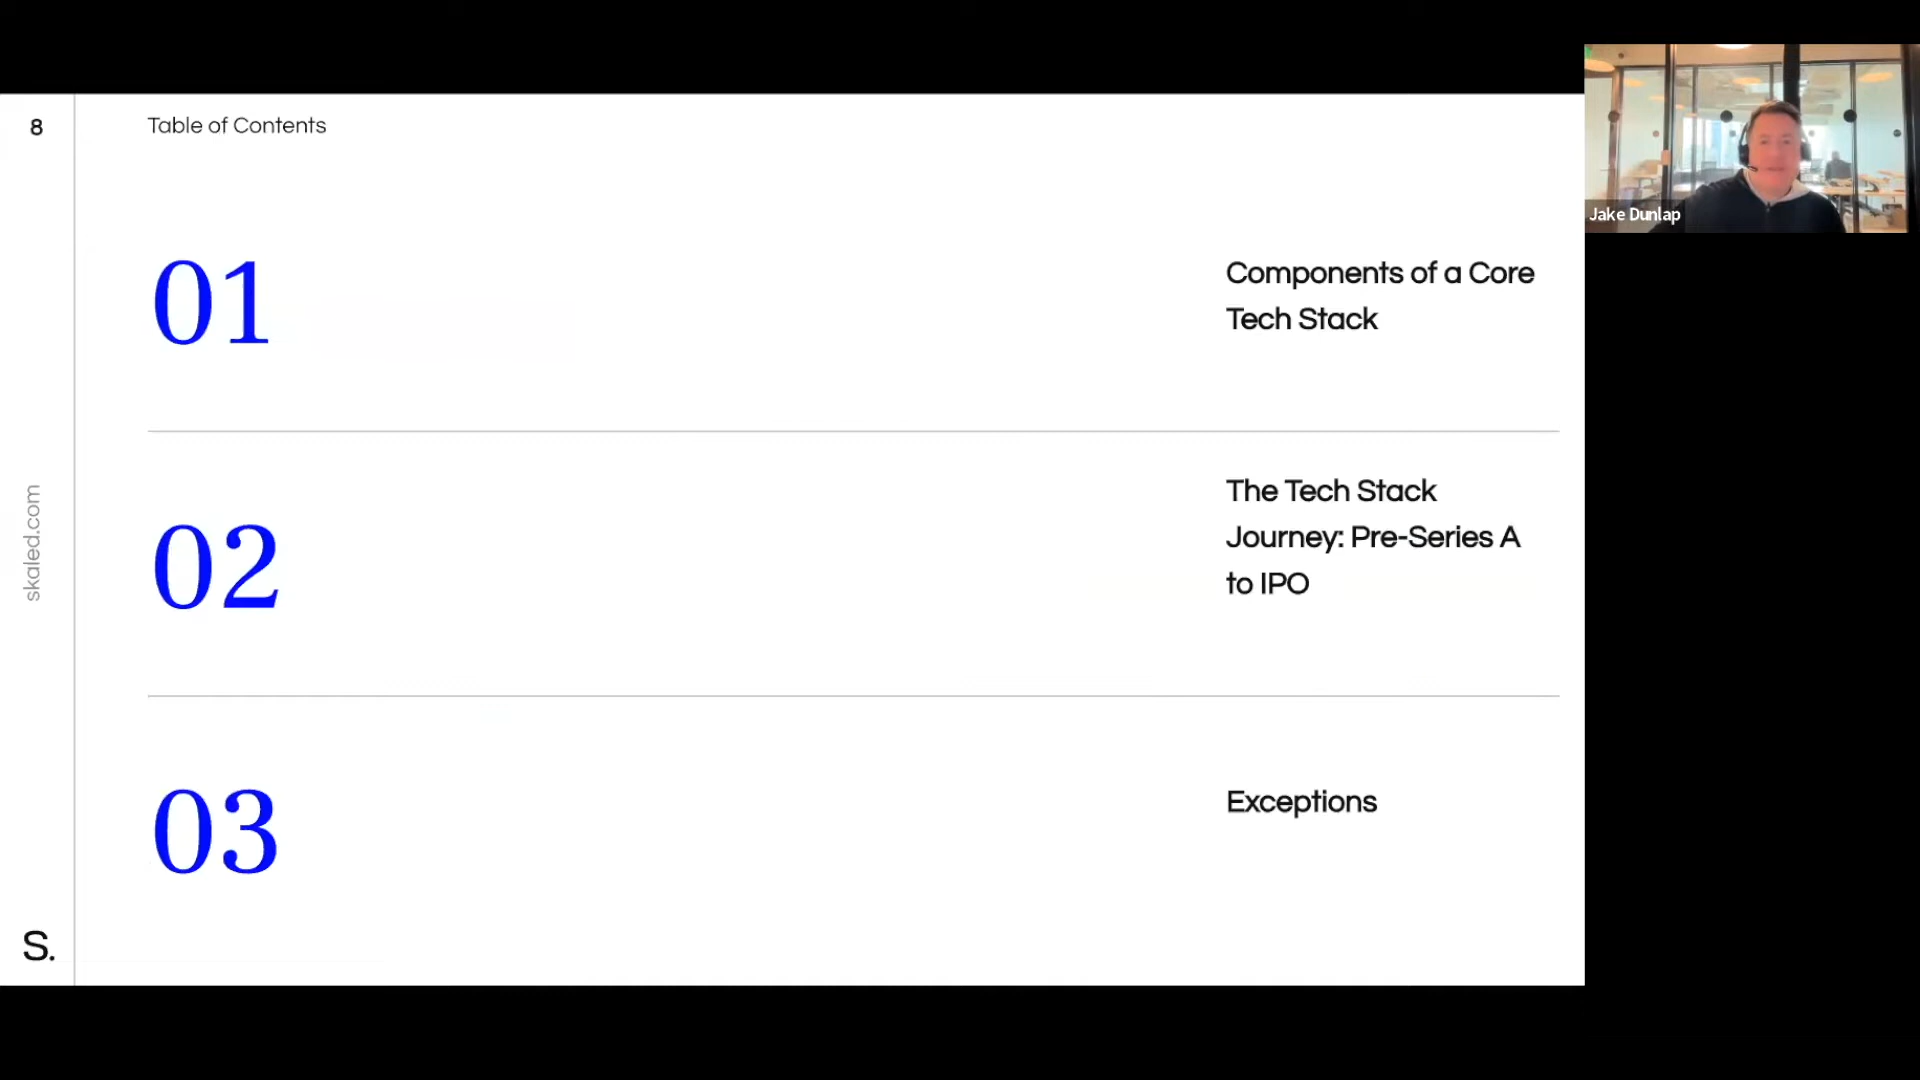 8
Table of Contents
01
Components of a Core
Tech Stack
02
The Tech Stack
Journey: Pre-Series A
to IPO
03
Exceptions
skaled.com
S.
Jake Dunlap